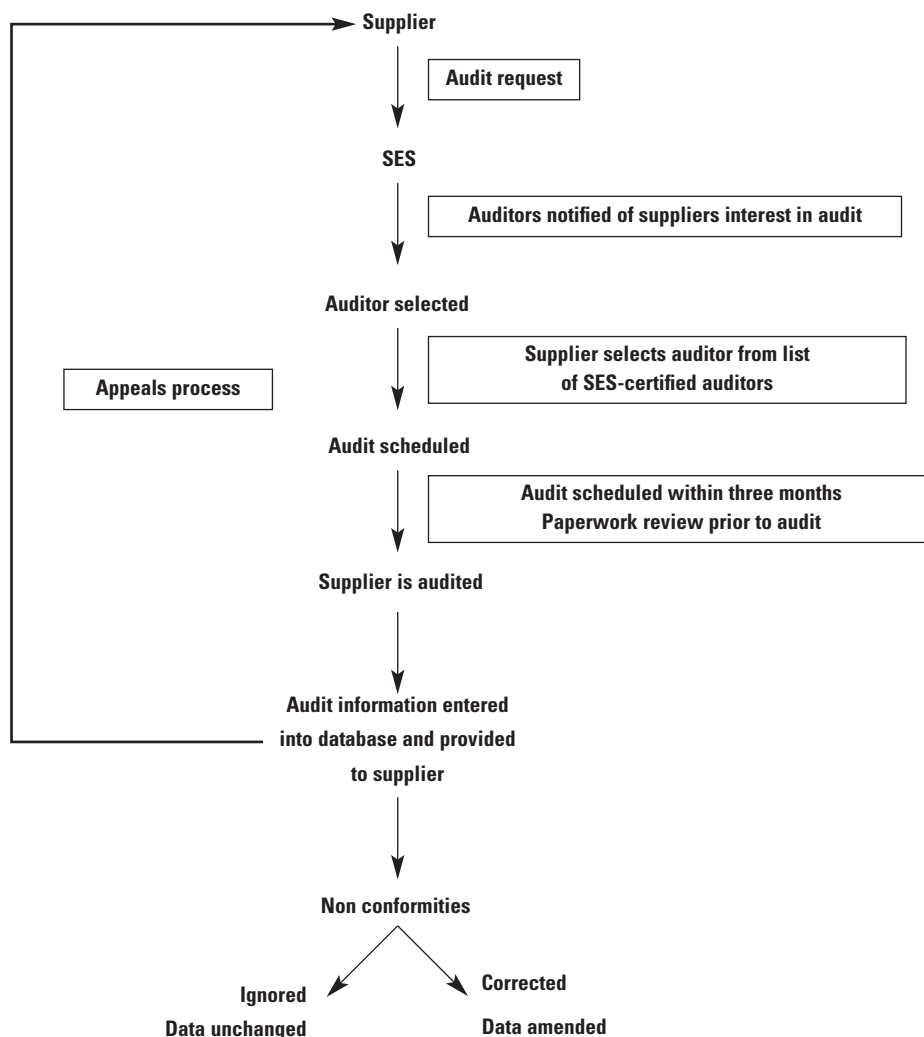 Supplier
Audit request
SES
Auditors notified of suppliers interest in audit
Auditor selected
Supplier selects auditor from list
of SES-certified auditors
Appeals process
Audit scheduled
Audit scheduled within three months
Paperwork review prior to audit
Supplier is audited
Audit information entered
into database and provided
to supplier
Non conformities
Ignored
Data unchanged
Corrected
Data amended